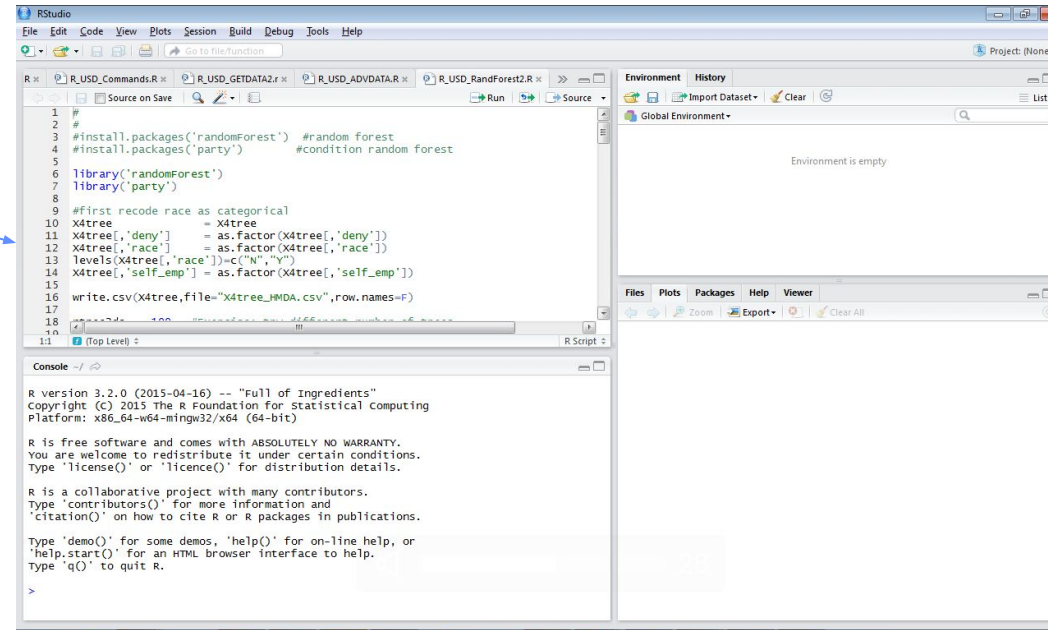 RStudio
File Edit Code View Plots Session Build Debug Tools Help
Go to file/function
Project: (None
R × R_USD_Commands.R × R_USD_GETDATA2.r × R_USD_ADVDATA.R × R_USD_RandForest2.R ×
Source on Save Run Source
1 #
2 #
3 #install.packages('randomForest') #random forest
4 #install.packages('party') #condition random forest
5
6 library('randomForest')
7 library('party')
8
9 #first recode race as categorical
10 X4tree = X4tree
11 X4tree[,'deny'] = as.factor(X4tree[,'deny'])
12 X4tree[,'race'] = as.factor(X4tree[,'race'])
13 levels(X4tree[,'race'])=c("N","Y")
14 X4tree[,'self_emp'] = as.factor(X4tree[,'self_emp'])
15
16 write.csv(X4tree,file="X4tree_HMDA.csv",row.names=F)
17
18
19
1:1 (Top Level) R Script
Console ~/
R version 3.2.0 (2015-04-16) -- "Full of Ingredients"
Copyright (C) 2015 The R Foundation for Statistical Computing
Platform: x86_64-w64-mingw32/x64 (64-bit)
R is free software and comes with ABSOLUTELY NO WARRANTY.
You are welcome to redistribute it under certain conditions.
Type 'license()' or 'licence()' for distribution details.
R is a collaborative project with many contributors.
Type 'contributors()' for more information and
'citation()' on how to cite R or R packages in publications.
Type 'demo()' for some demos, 'help()' for on-line help, or
'help.start()' for an HTML browser interface to help.
Type 'q()' to quit R.
>
Environment History
Import Dataset Clear List
Global Environment
Environment is empty
Files Plots Packages Help Viewer
Zoom Export Clear All